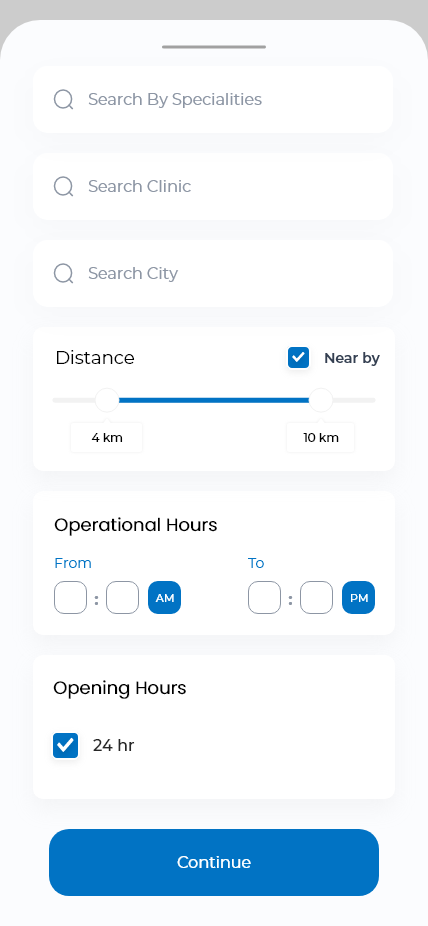 Search By Specialities
Search Clinic
Search City
Distance
Near by
4 km
10 km
Operational Hours
From
To
: AM
: PM
Opening Hours
24 hr
Continue